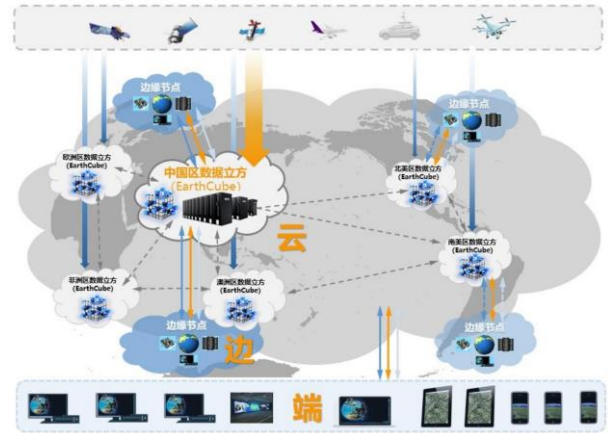 边缘节点
边缘节点
欧洲区数据立方
(EarthCube)
中国区数据立方
(EarthCube)
北美区数据立方
(EarthCube)
云
南美区数据立方
(EarthCube)
非洲区数据立方
(EarthCube)
澳洲区数据立方
(EarthCube)
边缘节点
边
边缘节点
端